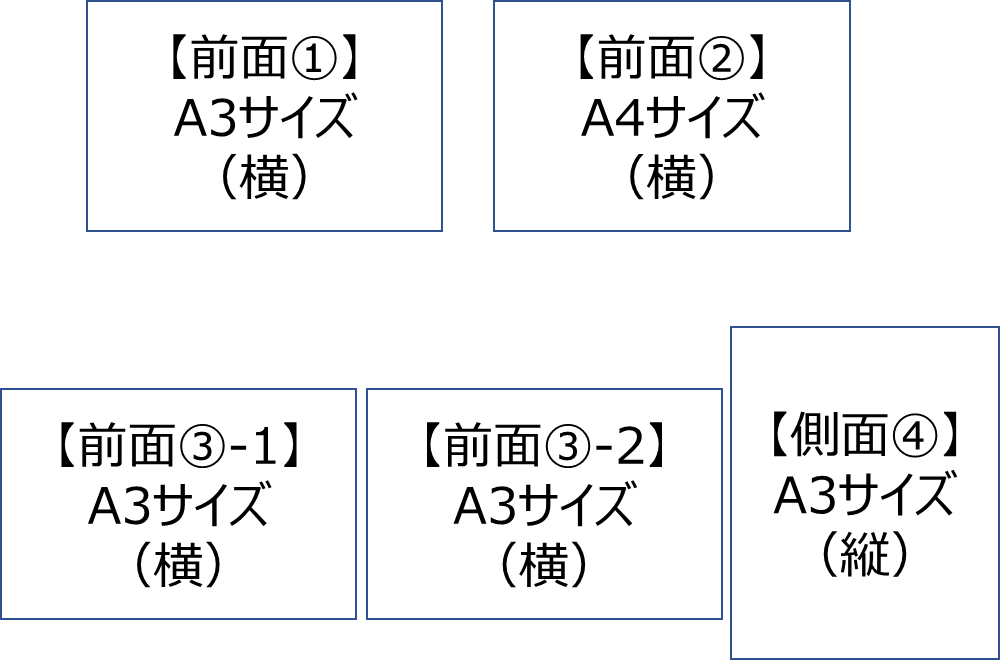 【前面①】
A3サイズ
（横）
【前面②】
A4サイズ
（横）
【前面③-1】
A3サイズ
（横）
【前面③-2】
A3サイズ
（横）
【側面④】
A3サイズ
（縦）